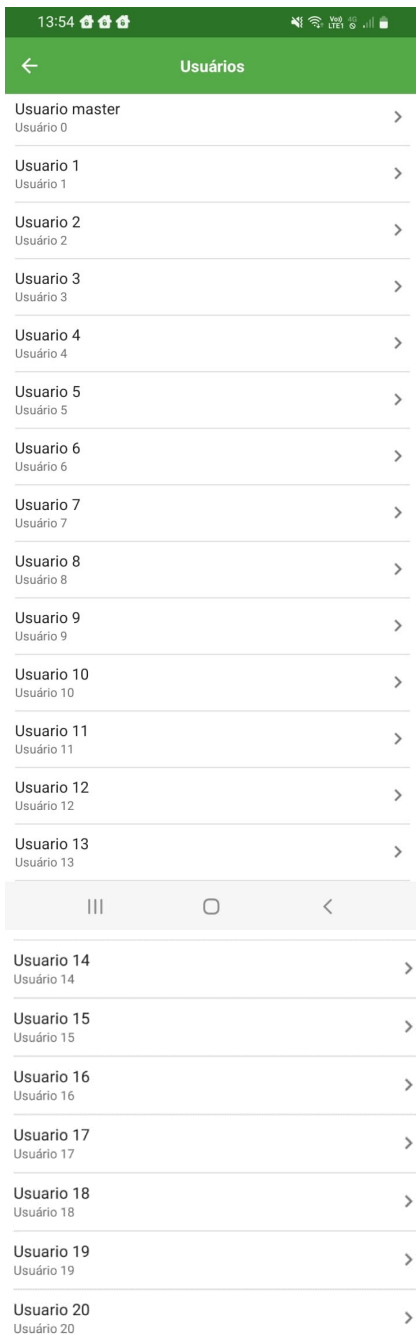 13:54
Vo)) 4G
LTE1
Usuários
Usuario master
Usuário 0
Usuario 1
Usuário 1
Usuario 2
Usuário 2
Usuario 3
Usuário 3
Usuario 4
Usuário 4
Usuario 5
Usuário 5
Usuario 6
Usuário 6
Usuario 7
Usuário 7
Usuario 8
Usuário 8
Usuario 9
Usuário 9
Usuario 10
Usuário 10
Usuario 11
Usuário 11
Usuario 12
Usuário 12
Usuario 13
Usuário 13
Usuario 14
Usuário 14
Usuario 15
Usuário 15
Usuario 16
Usuário 16
Usuario 17
Usuário 17
Usuario 18
Usuário 18
Usuario 19
Usuário 19
Usuario 20
Usuário 20